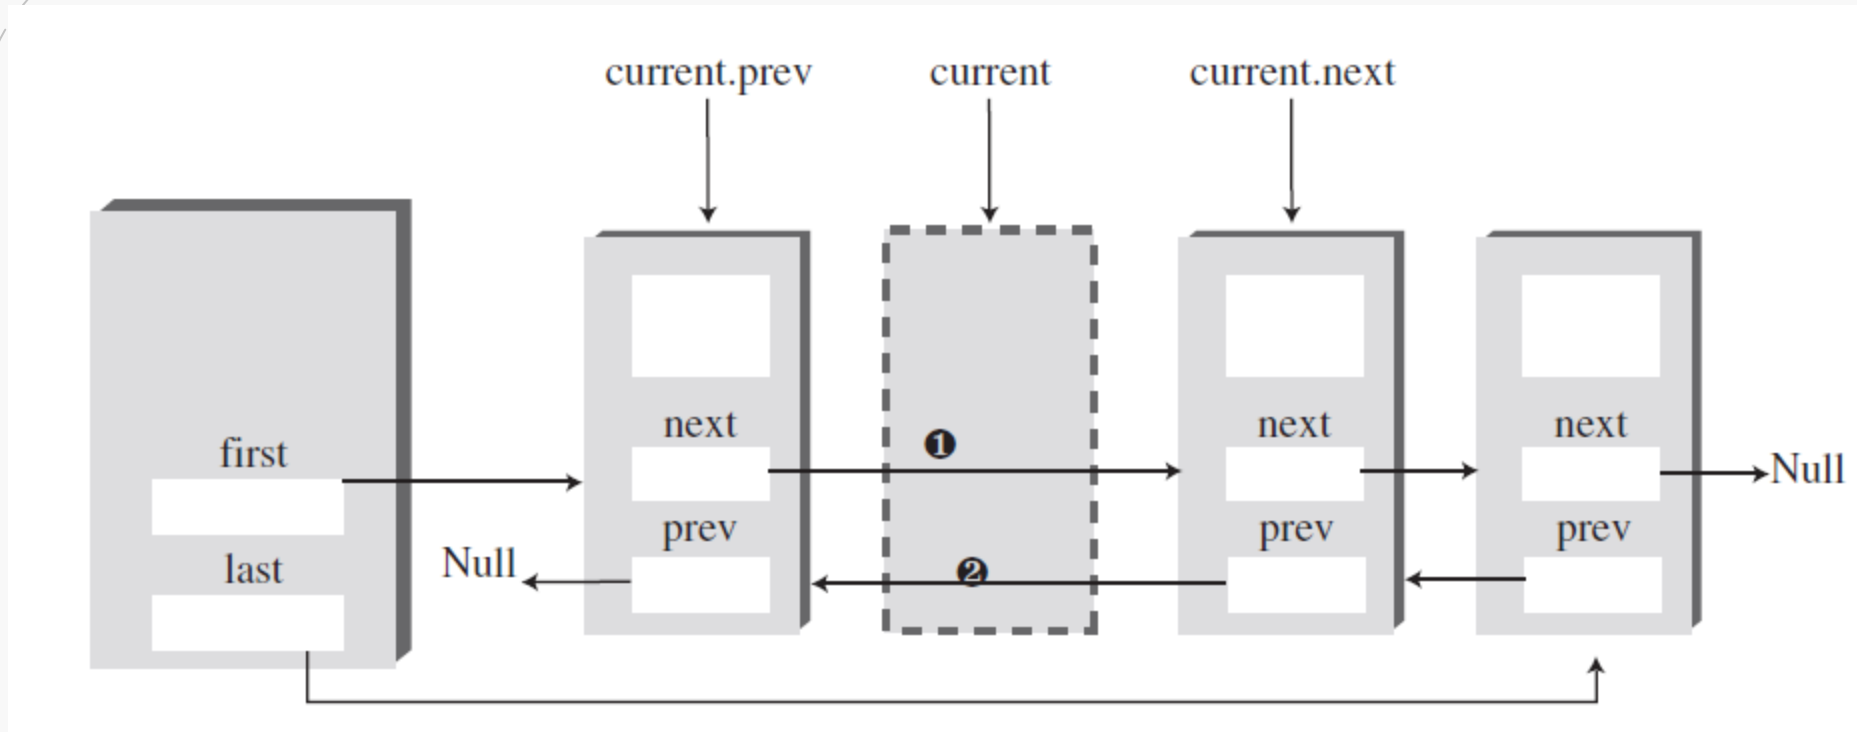 current.prev current current.next
next next next
first ❶ Null
prev prev prev
last Null ❷